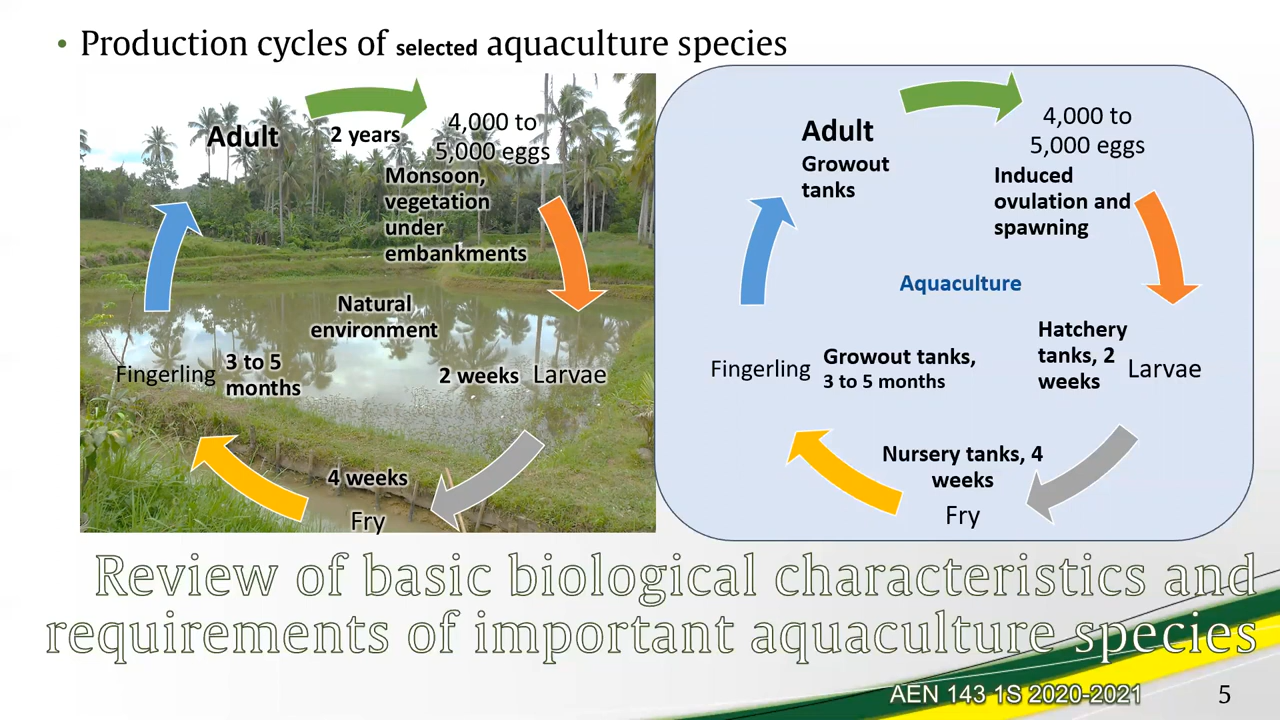 • Production cycles of selected aquaculture species
Adult
2 years
4,000 to
5,000 eggs
Monsoon,
vegetation
under
embankments
Natural
environment
Fingerling
3 to 5
months
2 weeks
Larvae
4 weeks
Fry
Adult
Growout
tanks
4,000 to
5,000 eggs
Induced
ovulation and
spawning
Aquaculture
Fingerling
Growout tanks,
3 to 5 months
Hatchery
tanks, 2
weeks
Larvae
Nursery tanks, 4
weeks
Fry
Review of basic biological characteristics and
requirements of important aquaculture species
AEN 143 1S 2020-2021
5